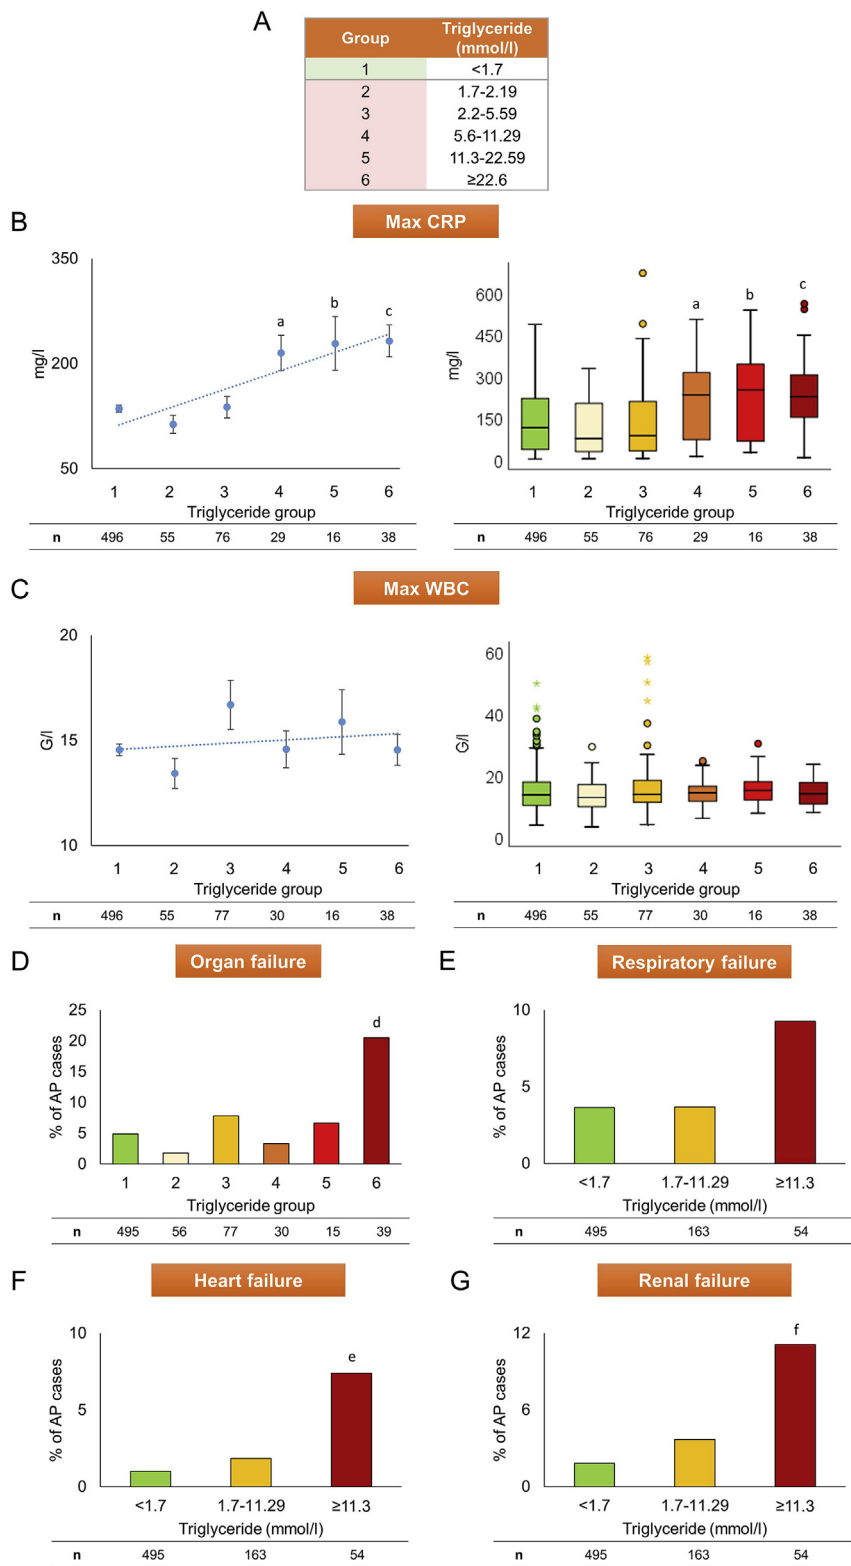 A
Group Triglyceride (mmol/l)
1 <1.7
2 1.7-2.19
3 2.2-5.59
4 5.6-11.29
5 11.3-22.59
6 ≥22.6
B
Max CRP
350
200
50
mg/l
a b c
1 2 3 4 5 6
Triglyceride group
n 496 55 76 29 16 38
600
450
300
150
0
mg/l
a b c
1 2 3 4 5 6
Triglyceride group
n 496 55 76 29 16 38
C
Max WBC
20
15
10
G/l
1 2 3 4 5 6
Triglyceride group
n 496 55 77 30 16 38
60
40
20
0
G/l
1 2 3 4 5 6
Triglyceride group
n 496 55 77 30 16 38
D
Organ failure
25
20
15
10
5
0
% of AP cases
d
1 2 3 4 5 6
Triglyceride group
n 495 56 77 30 15 39
E
Respiratory failure
10
5
0
% of AP cases
<1.7 1.7-11.29 ≥11.3
Triglyceride (mmol/l)
n 495 163 54
F
Heart failure
10
5
0
% of AP cases
e
<1.7 1.7-11.29 ≥11.3
Triglyceride (mmol/l)
n 495 163 54
G
Renal failure
12
6
0
% of AP cases
f
<1.7 1.7-11.29 ≥11.3
Triglyceride (mmol/l)
n 495 163 54